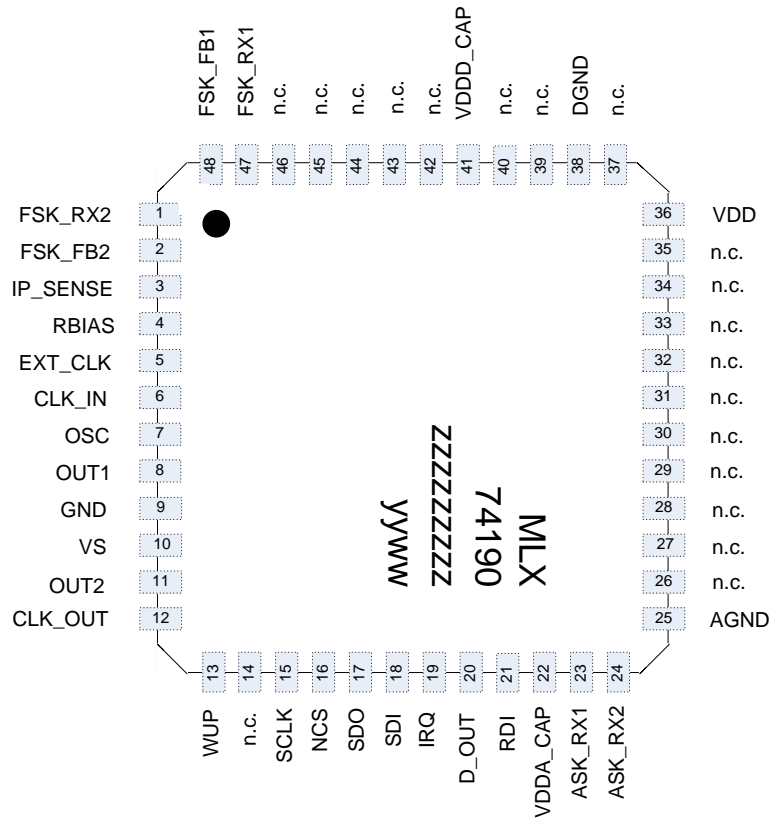 FSK_FB1
FSK_RX1
n.c.
n.c.
n.c.
n.c.
n.c.
VDDD_CAP
n.c.
n.c.
DGND
n.c.
48
47
46
45
44
43
42
41
40
39
38
37
FSK_RX2 1
FSK_FB2 2
IP_SENSE 3
RBIAS 4
EXT_CLK 5
CLK_IN 6
OSC 7
OUT1 8
GND 9
VS 10
OUT2 11
CLK_OUT 12
36 VDD
35 n.c.
34 n.c.
33 n.c.
32 n.c.
31 n.c.
30 n.c.
29 n.c.
28 n.c.
27 n.c.
26 n.c.
25 AGND
MLX
74190
zzzzzzzzzz
yyww
13
14
15
16
17
18
19
20
21
22
23
24
WUP
n.c.
SCLK
NCS
SDO
SDI
IRQ
D_OUT
RDI
VDDA_CAP
ASK_RX1
ASK_RX2